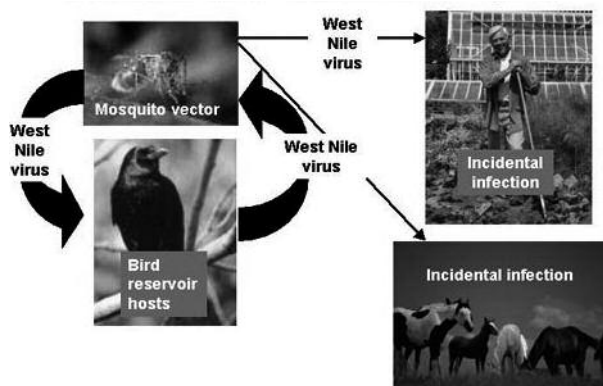 West
Nile
virus
Mosquito vector
West
Nile
virus
West Nile
virus
Incidental
infection
Bird
reservoir
hosts
Incidental infection